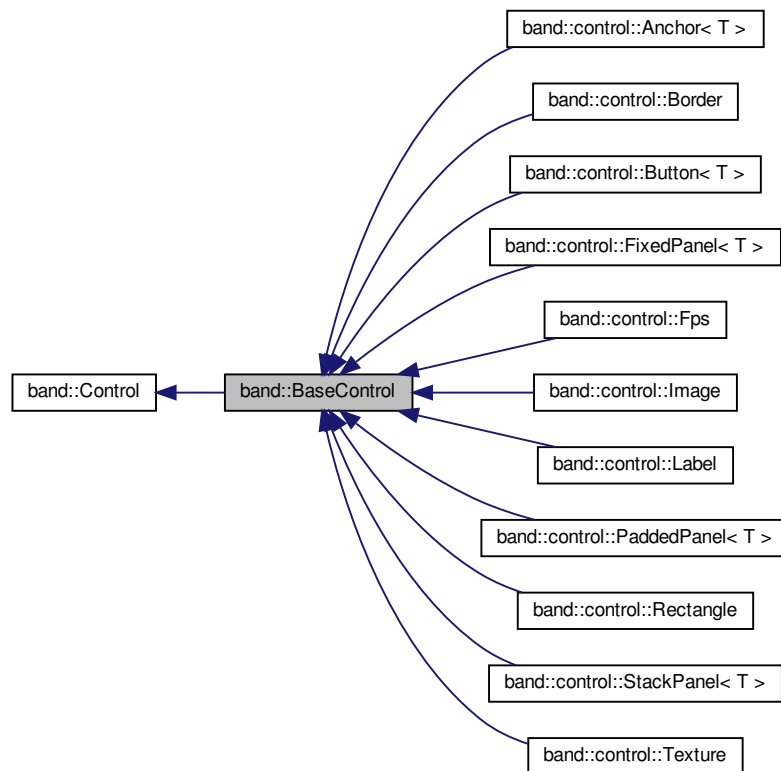 band::control::Anchor< T >
band::control::Border
band::control::Button< T >
band::control::FixedPanel< T >
band::control::Fps
band::Control
band::BaseControl
band::control::Image
band::control::Label
band::control::PaddedPanel< T >
band::control::Rectangle
band::control::StackPanel< T >
band::control::Texture